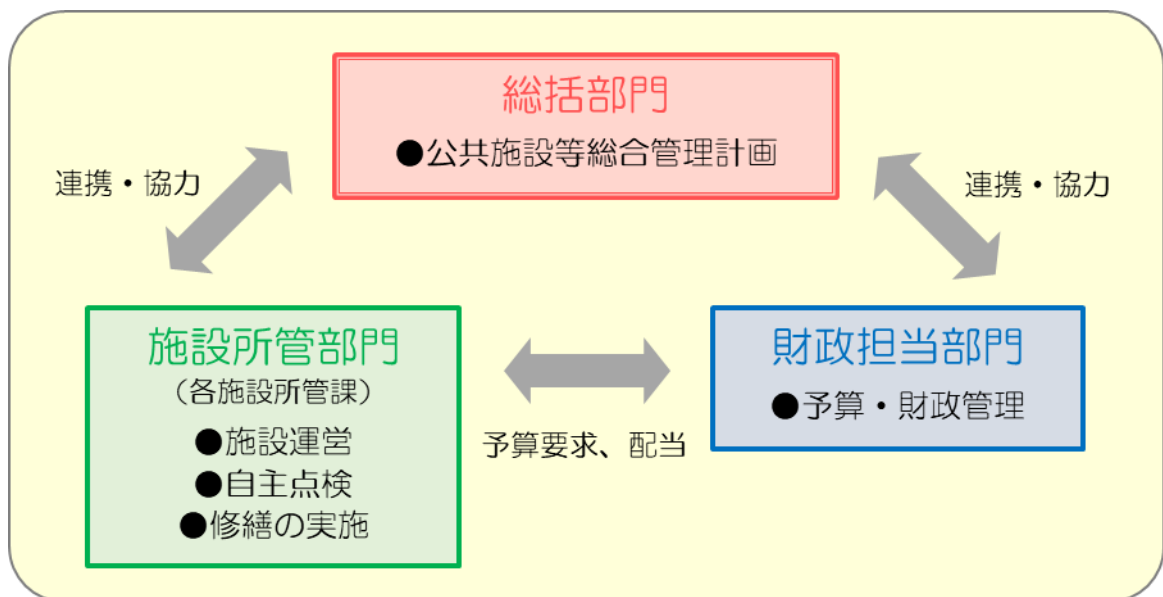 総括部門
●公共施設等総合管理計画
連携・協力
連携・協力
施設所管部門
（各施設所管課）
●施設運営
●自主点検
●修繕の実施
予算要求、配当
財政担当部門
●予算・財政管理